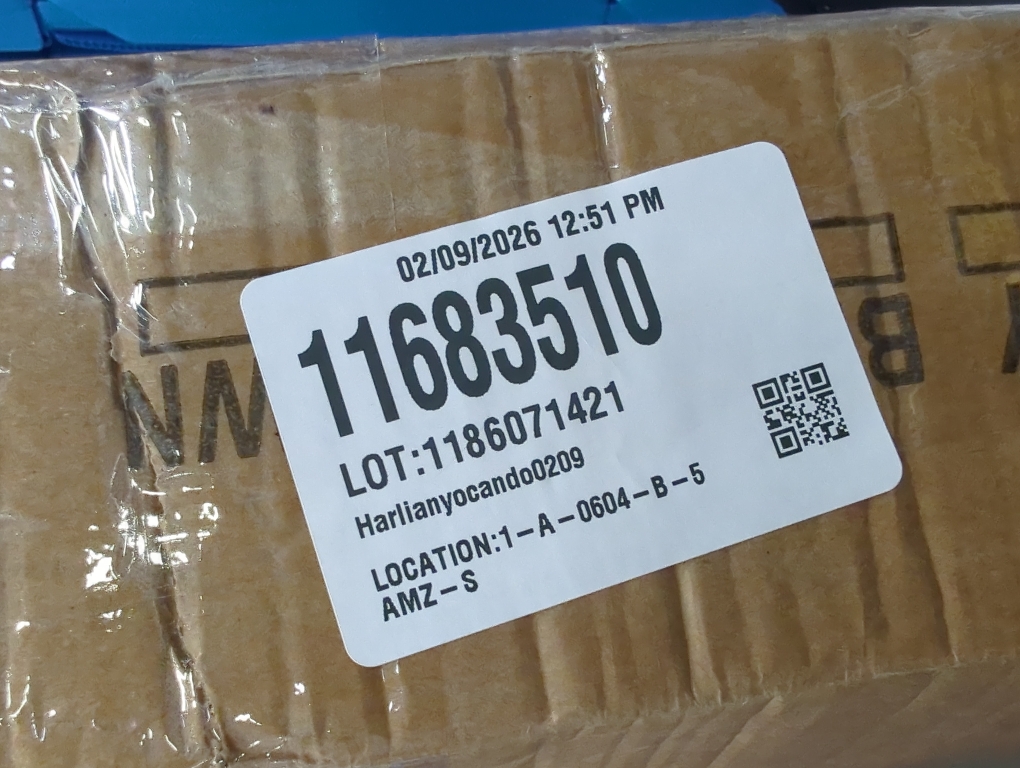 02/09/2026 12:51 PM
11683510
LOT:1186071421
Harlianyocando0209
LOCATION:1-A-0604-B-5
AMZ-S